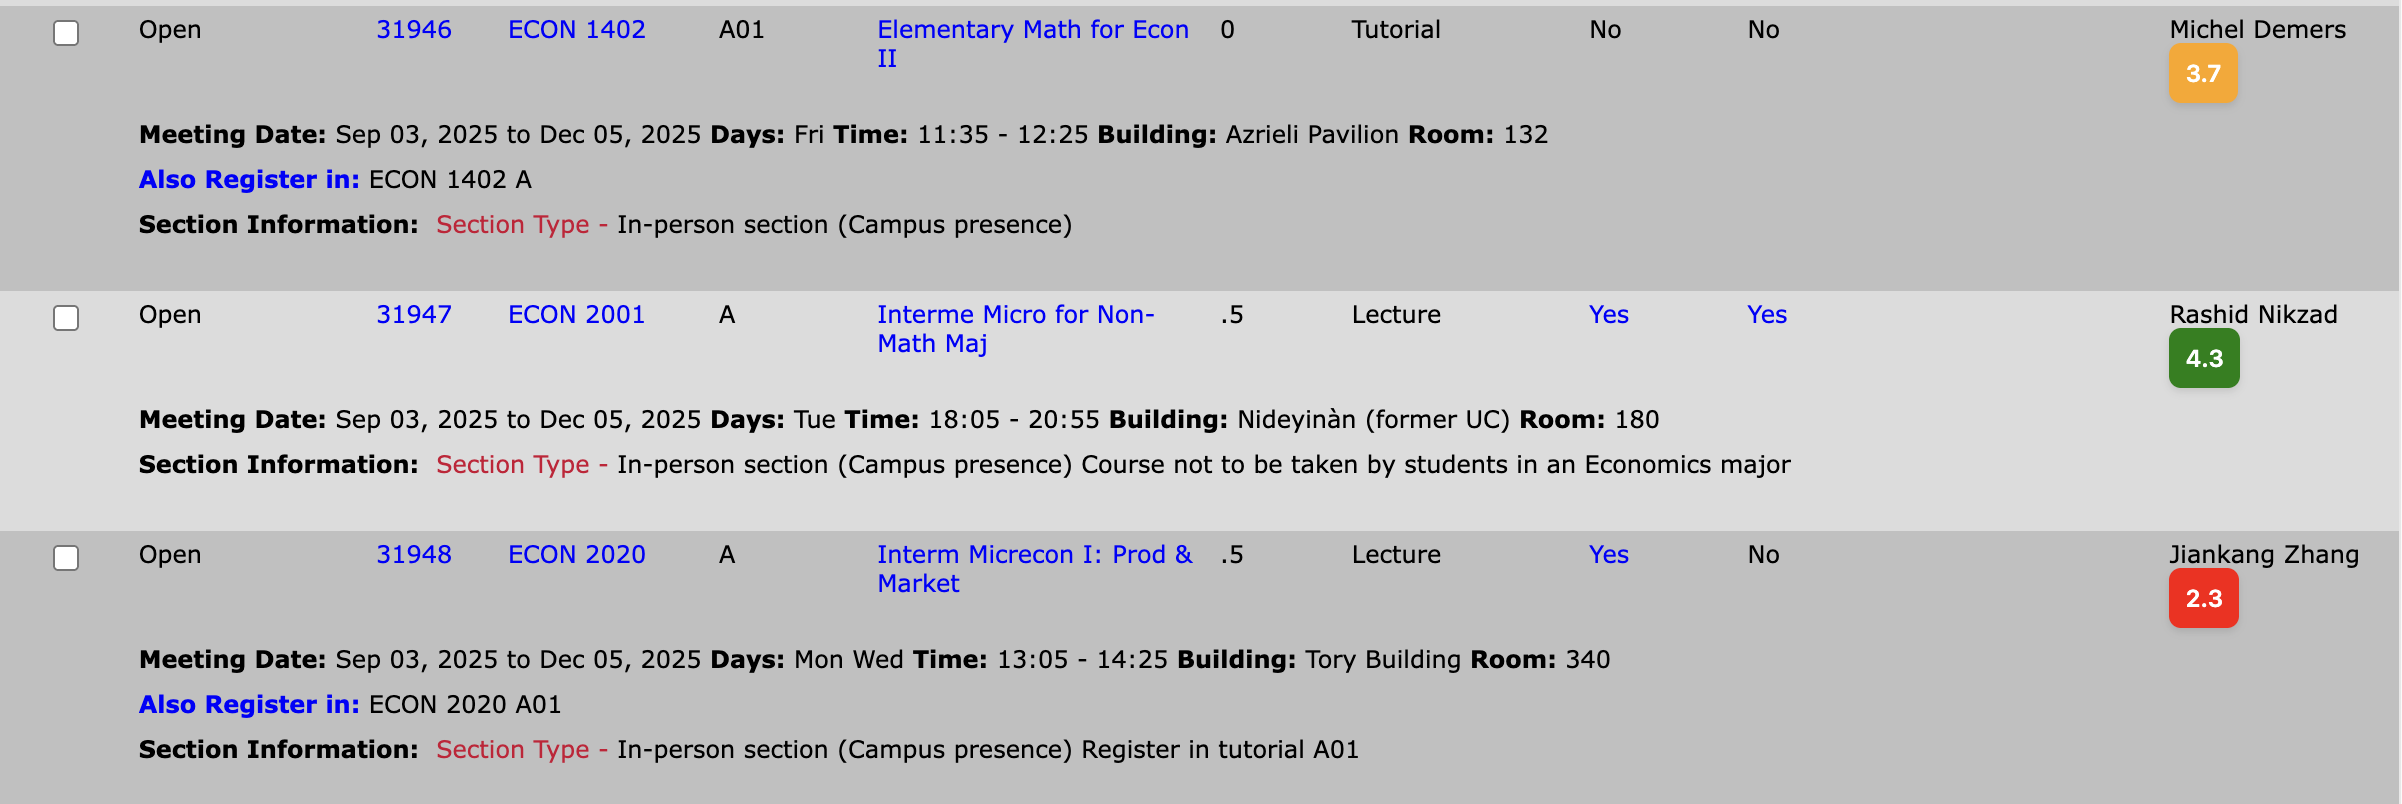 Open 31946 ECON 1402 A01 Elementary Math for Econ II 0 Tutorial No No Michel Demers
3.7
Meeting Date: Sep 03, 2025 to Dec 05, 2025 Days: Fri Time: 11:35 - 12:25 Building: Azrieli Pavilion Room: 132
Also Register in: ECON 1402 A
Section Information: Section Type - In-person section (Campus presence)
Open 31947 ECON 2001 A Interme Micro for Non-Math Maj .5 Lecture Yes Yes Rashid Nikzad
4.3
Meeting Date: Sep 03, 2025 to Dec 05, 2025 Days: Tue Time: 18:05 - 20:55 Building: Nideyinàn (former UC) Room: 180
Section Information: Section Type - In-person section (Campus presence) Course not to be taken by students in an Economics major
Open 31948 ECON 2020 A Interm Micrecon I: Prod & Market .5 Lecture Yes No Jiankang Zhang
2.3
Meeting Date: Sep 03, 2025 to Dec 05, 2025 Days: Mon Wed Time: 13:05 - 14:25 Building: Tory Building Room: 340
Also Register in: ECON 2020 A01
Section Information: Section Type - In-person section (Campus presence) Register in tutorial A01